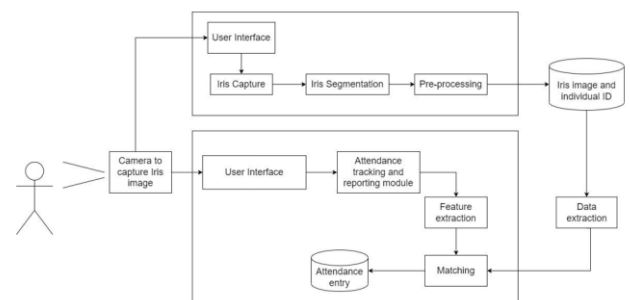 User Interface
Iris Capture
Iris Segmentation
Pre-processing
Iris image and
individual ID
Camera to
capture Iris
image
User Interface
Attendance
tracking and
reporting module
Feature
extraction
Data
extraction
Attendance
entry
Matching